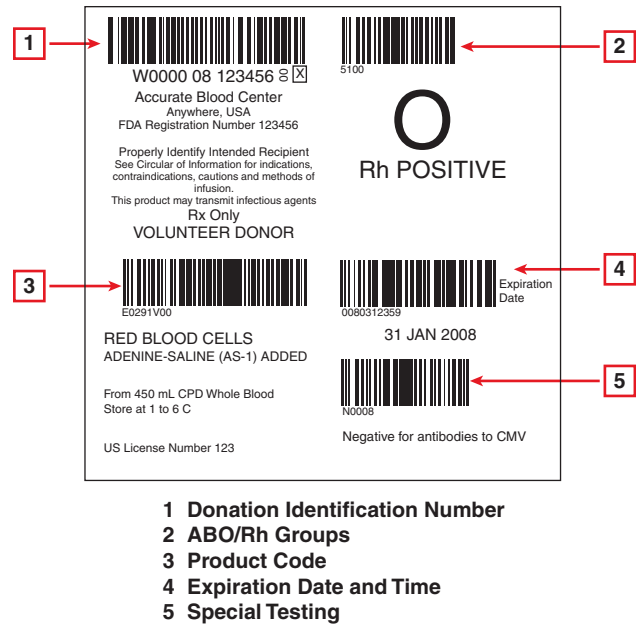 1
W0000 08 123456 00 X
Accurate Blood Center
Anywhere, USA
FDA Registration Number 123456
Properly Identify Intended Recipient
See Circular of Information for indications,
contraindications, cautions and methods of
infusion.
This product may transmit infectious agents
Rx Only
VOLUNTEER DONOR
2
5100
O
Rh POSITIVE
3
E0291V00
RED BLOOD CELLS
ADENINE-SALINE (AS-1) ADDED
From 450 mL CPD Whole Blood
Store at 1 to 6 C
US License Number 123
4
Expiration
Date
0080312359
31 JAN 2008
5
N0008
Negative for antibodies to CMV
1 Donation Identification Number
2 ABO/Rh Groups
3 Product Code
4 Expiration Date and Time
5 Special Testing